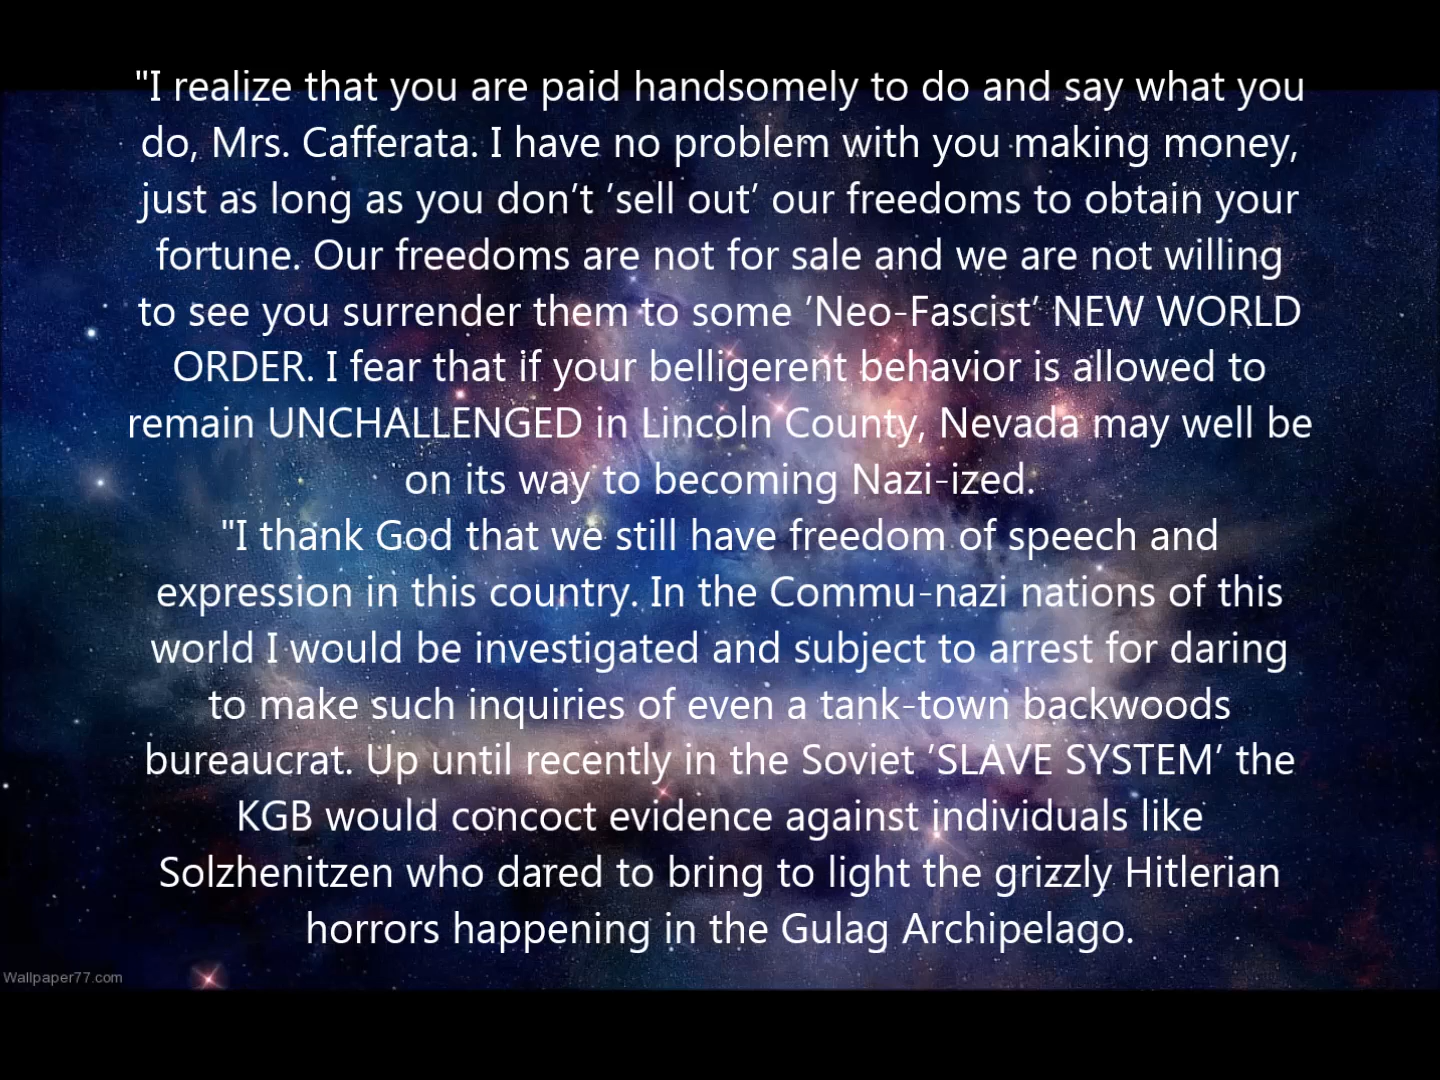 "I realize that you are paid handsomely to do and say what you
do, Mrs. Cafferata. I have no problem with you making money,
just as long as you don’t ’sell out’ our freedoms to obtain your
fortune. Our freedoms are not for sale and we are not willing
to see you surrender them to some ’Neo-Fascist’ NEW WORLD
ORDER. I fear that if your belligerent behavior is allowed to
remain UNCHALLENGED in Lincoln County, Nevada may well be
on its way to becoming Nazi-ized.
"I thank God that we still have freedom of speech and
expression in this country. In the Commu-nazi nations of this
world I would be investigated and subject to arrest for daring
to make such inquiries of even a tank-town backwoods
bureaucrat. Up until recently in the Soviet ’SLAVE SYSTEM’ the
KGB would concoct evidence against individuals like
Solzhenitzen who dared to bring to light the grizzly Hitlerian
horrors happening in the Gulag Archipelago.
Wallpaper77.com